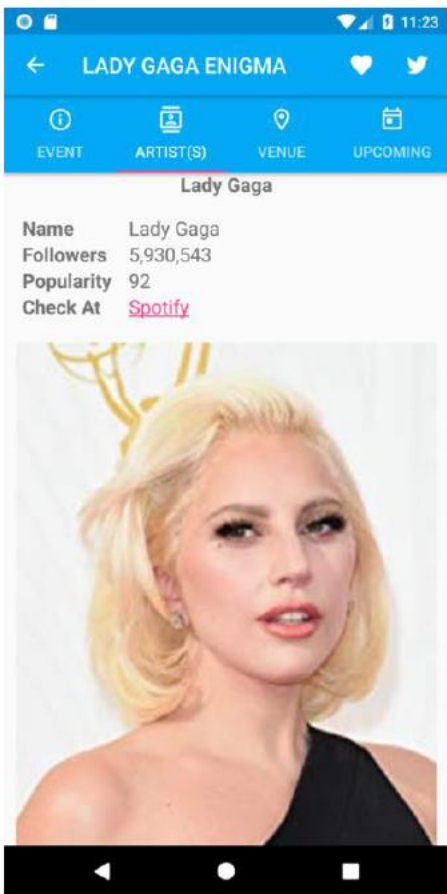 11:23
LADY GAGA ENIGMA
EVENT ARTIST(S) VENUE UPCOMING
Lady Gaga
Name Lady Gaga
Followers 5,930,543
Popularity 92
Check At Spotify